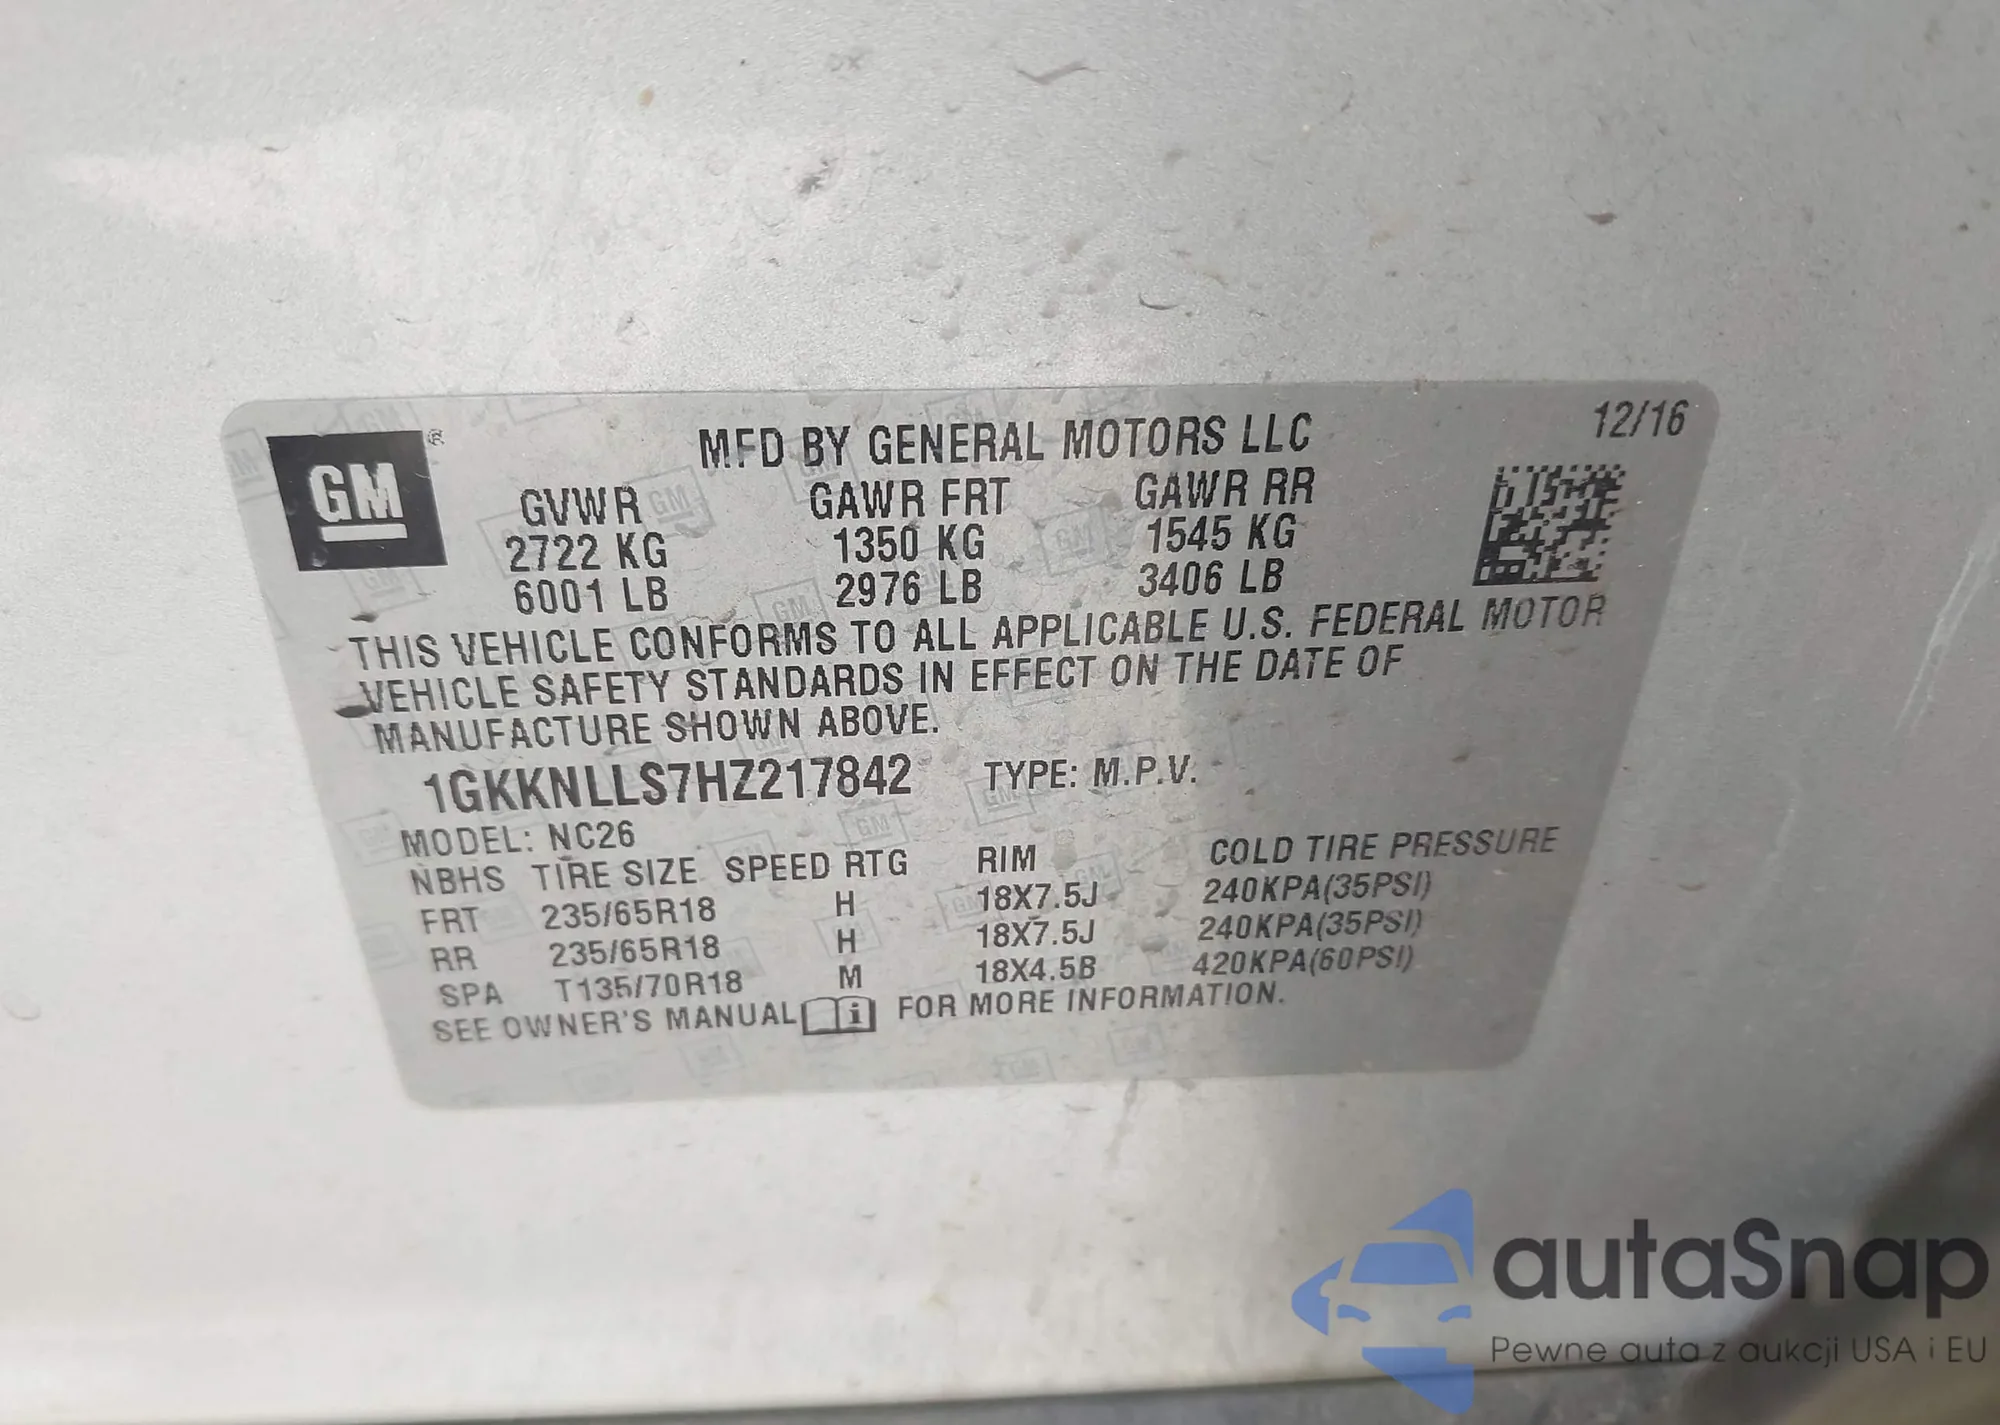 12/16
GM®
MFD BY GENERAL MOTORS LLC
GVWR GAWR FRT GAWR RR
2722 KG 1350 KG 1545 KG
6001 LB 2976 LB 3406 LB
THIS VEHICLE CONFORMS TO ALL APPLICABLE U.S. FEDERAL MOTOR
VEHICLE SAFETY STANDARDS IN EFFECT ON THE DATE OF
MANUFACTURE SHOWN ABOVE.
1GKKNLLS7HZ217842 TYPE: M.P.V.
MODEL: NC26
NBHS TIRE SIZE SPEED RTG RIM COLD TIRE PRESSURE
FRT 235/65R18 H 18X7.5J 240KPA(35PSI)
RR 235/65R18 H 18X7.5J 240KPA(35PSI)
SPA T135/70R18 M 18X4.5B 420KPA(60PSI)
SEE OWNER'S MANUAL i FOR MORE INFORMATION.
autaSnap
Pewne auta z aukcji USA i EU